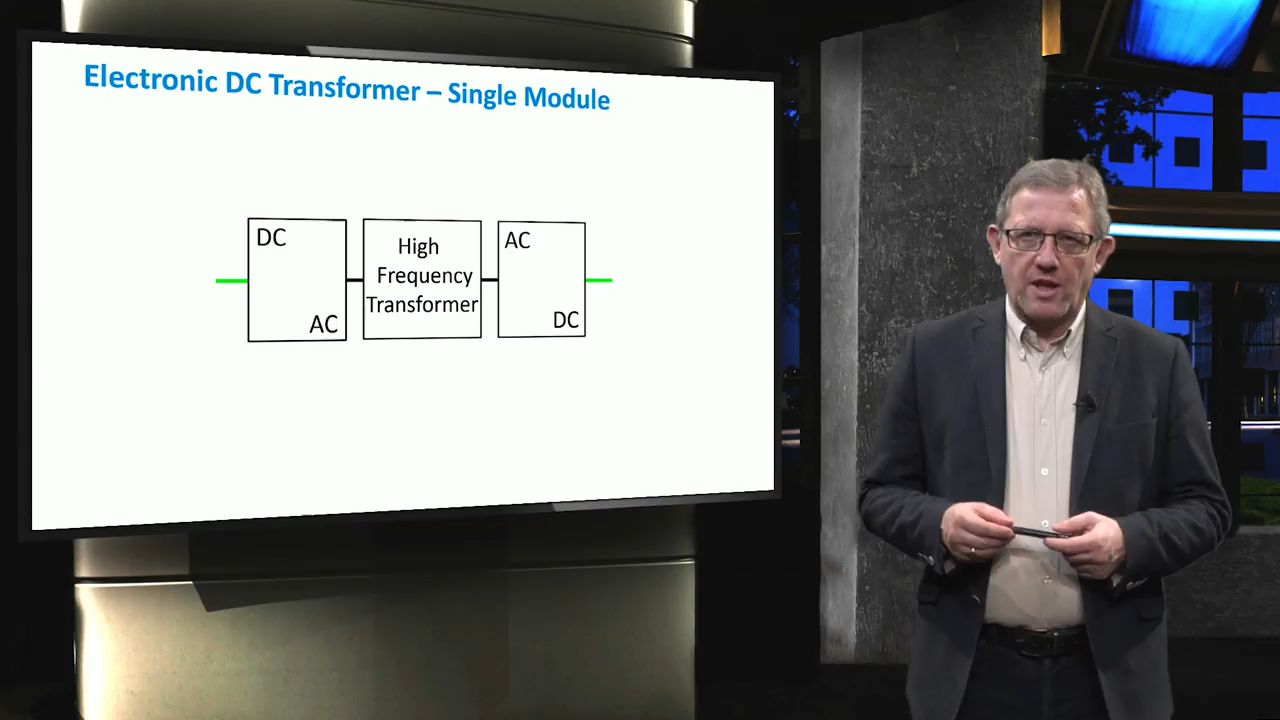 Electronic DC Transformer – Single Module
DC
AC
High
Frequency
Transformer
AC
DC